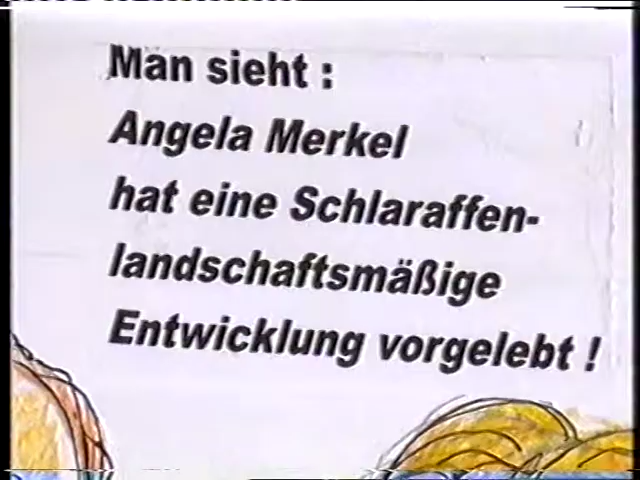 Man sieht :
Angela Merkel
hat eine Schlaraffen-
landschaftsmäßige
Entwicklung vorgelebt !